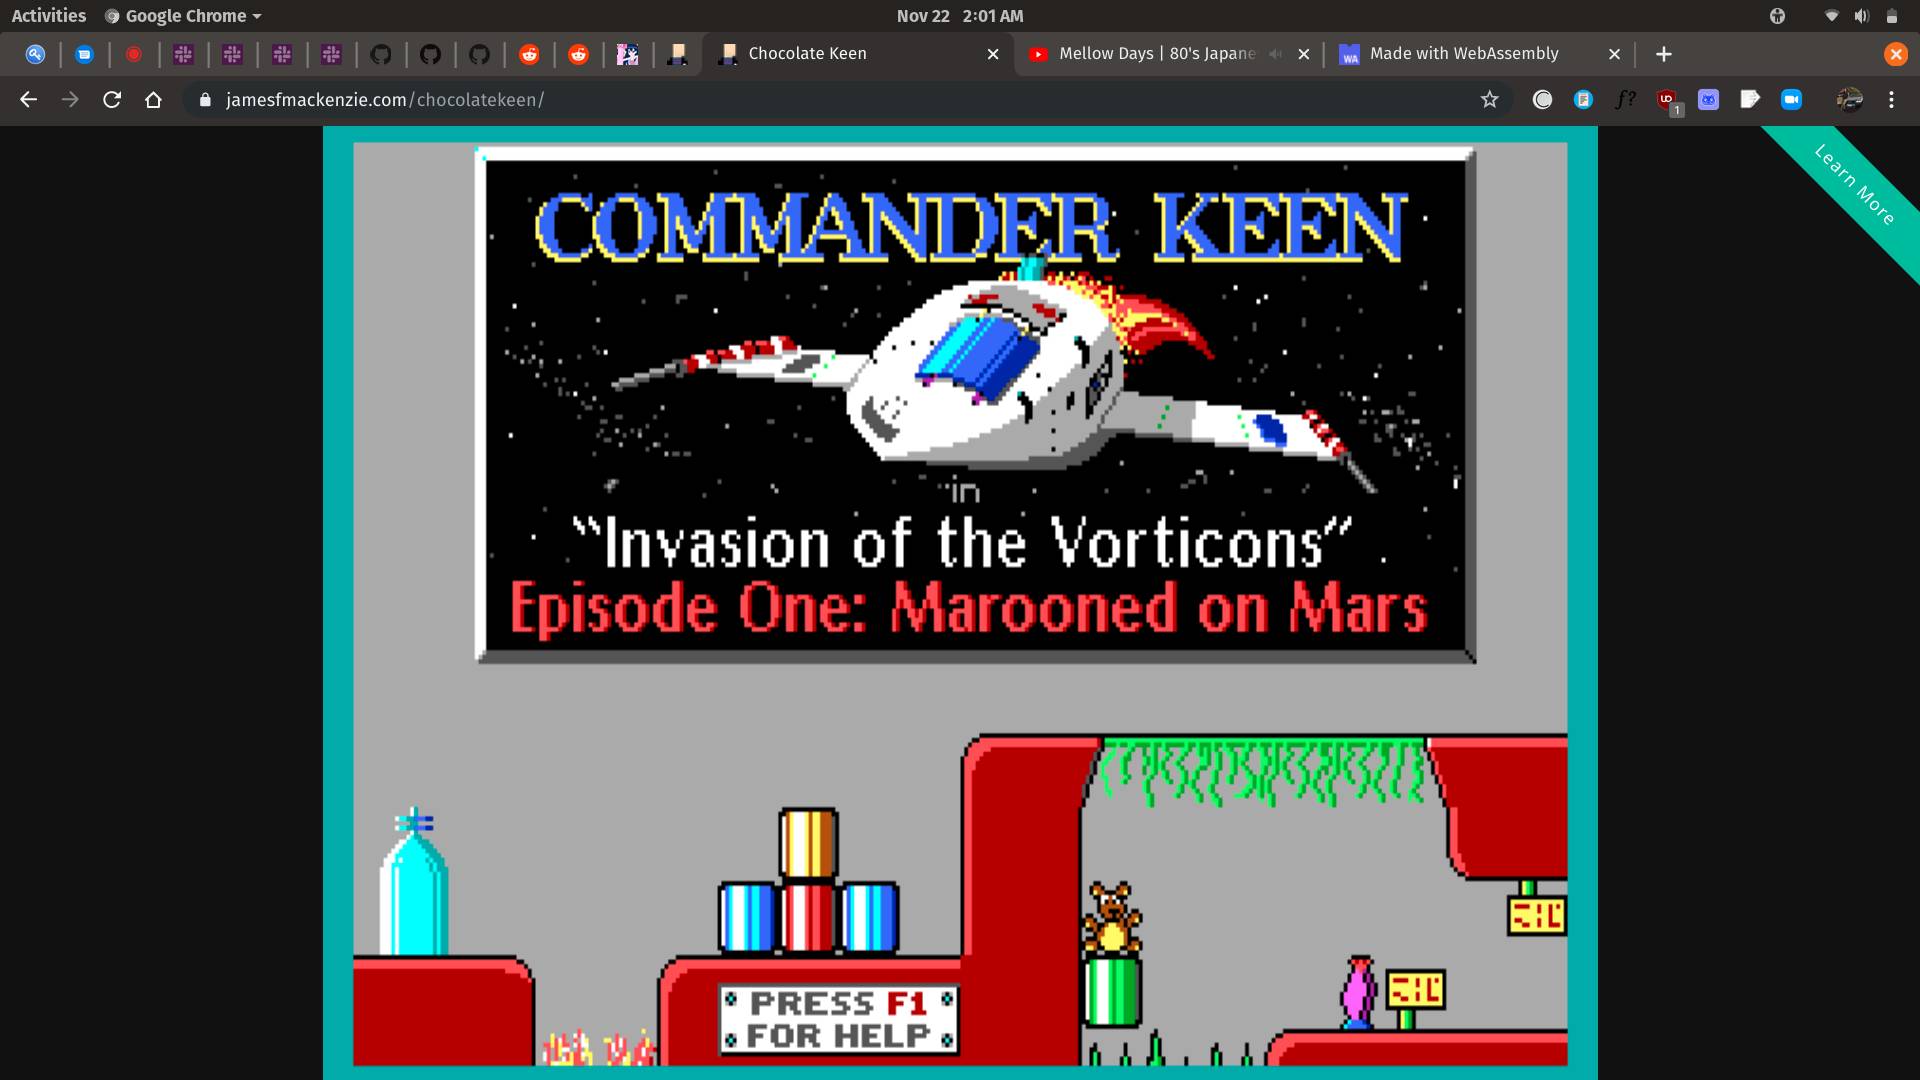 Activities
Google Chrome
Nov 22 2:01 AM
Chocolate Keen
Mellow Days | 80's Japane
Made with WebAssembly
WA
jamesfmackenzie.com/chocolatekeen/
f?
1
Learn More
COMMANDER KEEN
in
“Invasion of the Vorticons“
Episode One: Marooned on Mars
PRESS F1
FOR HELP